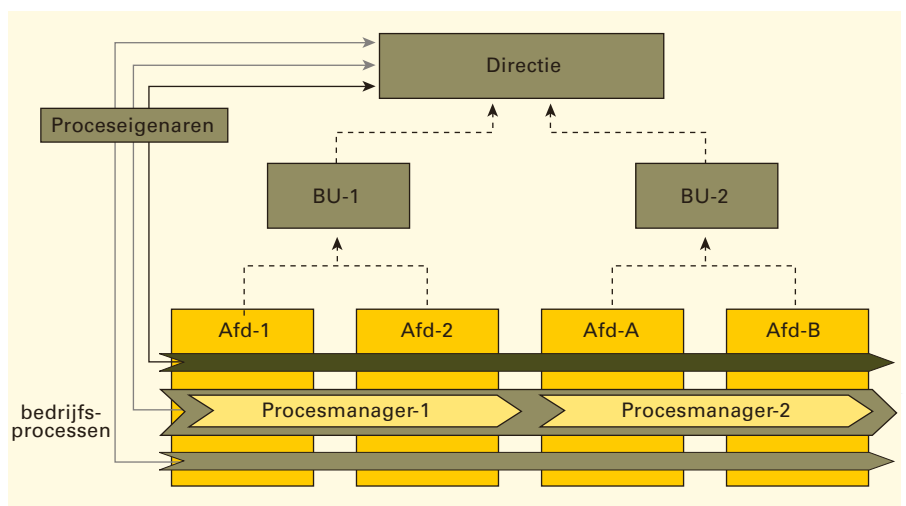 Directie
Proceseigenaren
BU-1
BU-2
Afd-1
Afd-2
Afd-A
Afd-B
bedrijfs-
processen
Procesmanager-1
Procesmanager-2